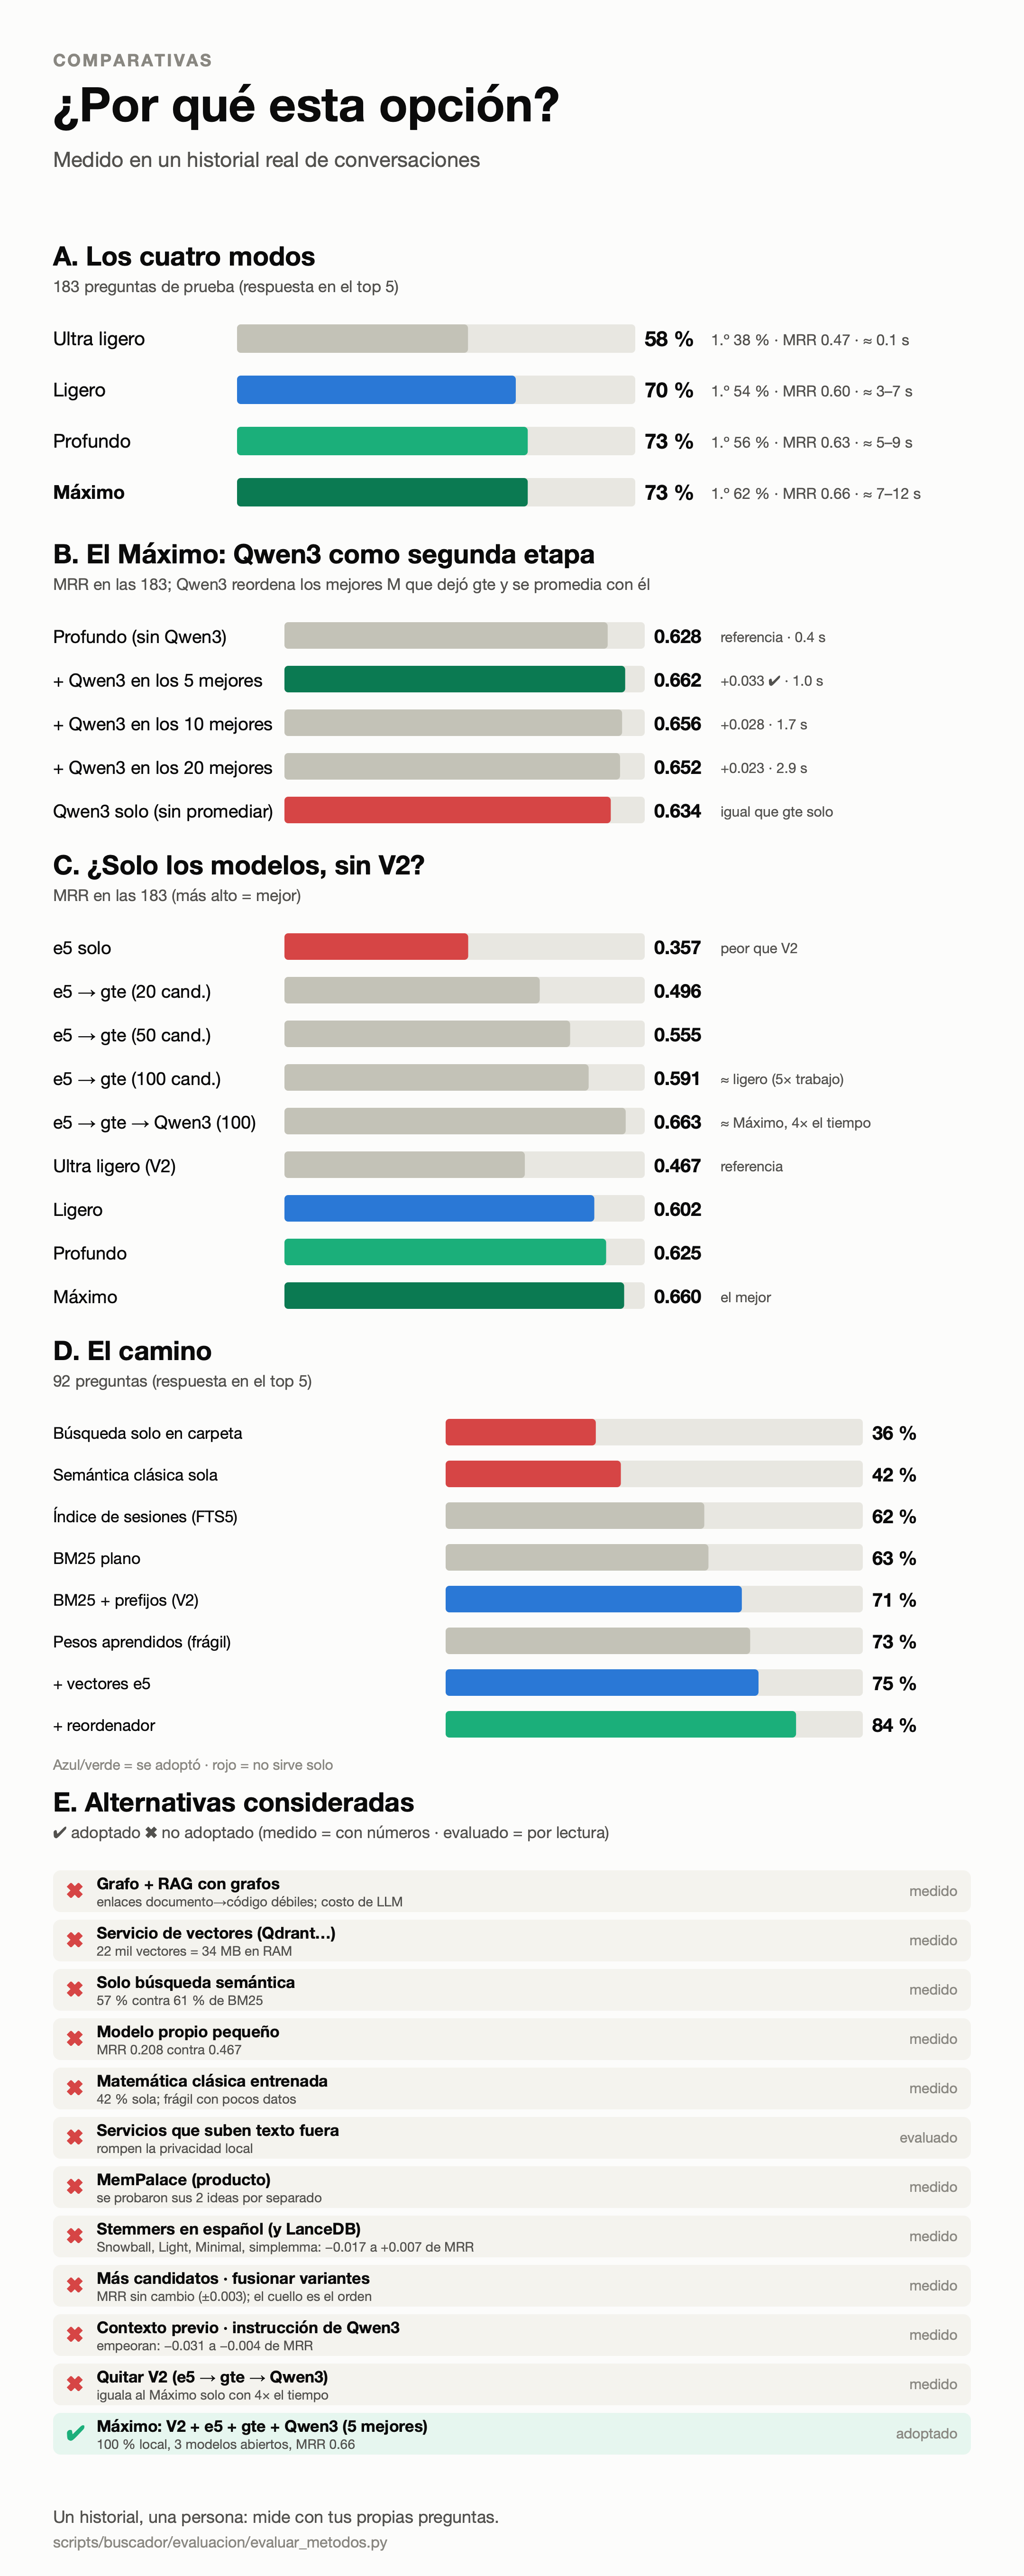 COMPARATIVAS
¿Por qué esta opción?
Medido en un historial real de conversaciones
A. Los cuatro modos
183 preguntas de prueba (respuesta en el top 5)
Ultra ligero 58 % 1.º 38 % · MRR 0.47 · ≈ 0.1 s
Ligero 70 % 1.º 54 % · MRR 0.60 · ≈ 3–7 s
Profundo 73 % 1.º 56 % · MRR 0.63 · ≈ 5–9 s
Máximo 73 % 1.º 62 % · MRR 0.66 · ≈ 7–12 s
B. El Máximo: Qwen3 como segunda etapa
MRR en las 183; Qwen3 reordena los mejores M que dejó gte y se promedia con él
Profundo (sin Qwen3) 0.628 referencia · 0.4 s
+ Qwen3 en los 5 mejores 0.662 +0.033 ✔ · 1.0 s
+ Qwen3 en los 10 mejores 0.656 +0.028 · 1.7 s
+ Qwen3 en los 20 mejores 0.652 +0.023 · 2.9 s
Qwen3 solo (sin promediar) 0.634 igual que gte solo
C. ¿Solo los modelos, sin V2?
MRR en las 183 (más alto = mejor)
e5 solo 0.357 peor que V2
e5 → gte (20 cand.) 0.496
e5 → gte (50 cand.) 0.555
e5 → gte (100 cand.) 0.591 ≈ ligero (5× trabajo)
e5 → gte → Qwen3 (100) 0.663 ≈ Máximo, 4× el tiempo
Ultra ligero (V2) 0.467 referencia
Ligero 0.602
Profundo 0.625
Máximo 0.660 el mejor
D. El camino
92 preguntas (respuesta en el top 5)
Búsqueda solo en carpeta 36 %
Semántica clásica sola 42 %
Índice de sesiones (FTS5) 62 %
BM25 plano 63 %
BM25 + prefijos (V2) 71 %
Pesos aprendidos (frágil) 73 %
+ vectores e5 75 %
+ reordenador 84 %
Azul/verde = se adoptó · rojo = no sirve solo
E. Alternativas consideradas
✔ adoptado ✖ no adoptado (medido = con números · evaluado = por lectura)
✖ Grafo + RAG con grafos medido
enlaces documento→código débiles; costo de LLM
✖ Servicio de vectores (Qdrant…) medido
22 mil vectores = 34 MB en RAM
✖ Solo búsqueda semántica medido
57 % contra 61 % de BM25
✖ Modelo propio pequeño medido
MRR 0.208 contra 0.467
✖ Matemática clásica entrenada medido
42 % sola; frágil con pocos datos
✖ Servicios que suben texto fuera evaluado
rompen la privacidad local
✖ MemPalace (producto) medido
se probaron sus 2 ideas por separado
✖ Stemmers en español (y LanceDB) medido
Snowball, Light, Minimal, simplemma: −0.017 a +0.007 de MRR
✖ Más candidatos · fusionar variantes medido
MRR sin cambio (±0.003); el cuello es el orden
✖ Contexto previo · instrucción de Qwen3 medido
empeoran: −0.031 a −0.004 de MRR
✖ Quitar V2 (e5 → gte → Qwen3) medido
iguala al Máximo solo con 4× el tiempo
✔ Máximo: V2 + e5 + gte + Qwen3 (5 mejores) adoptado
100 % local, 3 modelos abiertos, MRR 0.66
Un historial, una persona: mide con tus propias preguntas.
scripts/buscador/evaluacion/evaluar_metodos.py